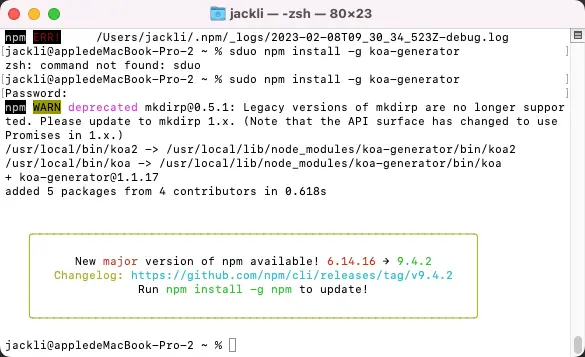 jackli — -zsh — 80×23
npm ERR!     /Users/jackli/.npm/_logs/2023-02-08T09_30_34_523Z-debug.log
[jackli@appledeMacBook-Pro-2 ~ % sduo npm install -g koa-generator ]
zsh: command not found: sduo
[jackli@appledeMacBook-Pro-2 ~ % sudo npm install -g koa-generator ]
[Password: ]
npm WARN deprecated mkdirp@0.5.1: Legacy versions of mkdirp are no longer suppor
ted. Please update to mkdirp 1.x. (Note that the API surface has changed to use
Promises in 1.x.)
/usr/local/bin/koa2 -> /usr/local/lib/node_modules/koa-generator/bin/koa2
/usr/local/bin/koa -> /usr/local/lib/node_modules/koa-generator/bin/koa
+ koa-generator@1.1.17
added 5 packages from 4 contributors in 0.618s
New major version of npm available! 6.14.16 → 9.4.2
Changelog: https://github.com/npm/cli/releases/tag/v9.4.2
Run npm install -g npm to update!
jackli@appledeMacBook-Pro-2 ~ %